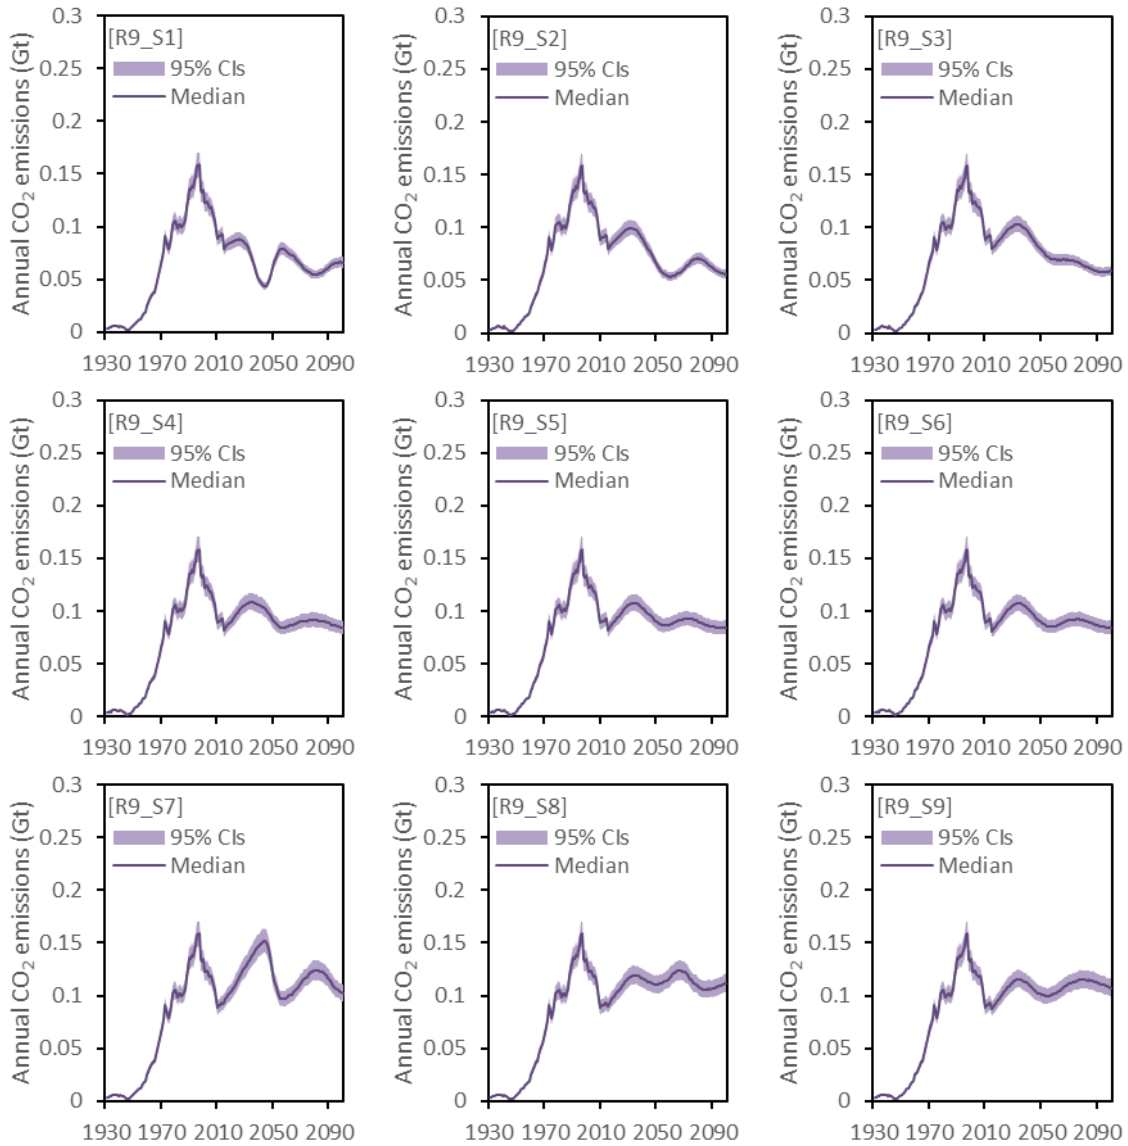 0.3
[R9_S1]
0.25
95% CIs
Median
0.2
0.15
0.1
0.05
0
Annual CO₂ emissions (Gt)
1930 1970 2010 2050 2090
0.3
[R9_S2]
0.25
95% CIs
Median
0.2
0.15
0.1
0.05
0
Annual CO₂ emissions (Gt)
1930 1970 2010 2050 2090
0.3
[R9_S3]
0.25
95% CIs
Median
0.2
0.15
0.1
0.05
0
Annual CO₂ emissions (Gt)
1930 1970 2010 2050 2090
0.3
[R9_S4]
0.25
95% CIs
Median
0.2
0.15
0.1
0.05
0
Annual CO₂ emissions (Gt)
1930 1970 2010 2050 2090
0.3
[R9_S5]
0.25
95% CIs
Median
0.2
0.15
0.1
0.05
0
Annual CO₂ emissions (Gt)
1930 1970 2010 2050 2090
0.3
[R9_S6]
0.25
95% CIs
Median
0.2
0.15
0.1
0.05
0
Annual CO₂ emissions (Gt)
1930 1970 2010 2050 2090
0.3
[R9_S7]
0.25
95% CIs
Median
0.2
0.15
0.1
0.05
0
Annual CO₂ emissions (Gt)
1930 1970 2010 2050 2090
0.3
[R9_S8]
0.25
95% CIs
Median
0.2
0.15
0.1
0.05
0
Annual CO₂ emissions (Gt)
1930 1970 2010 2050 2090
0.3
[R9_S9]
0.25
95% CIs
Median
0.2
0.15
0.1
0.05
0
Annual CO₂ emissions (Gt)
1930 1970 2010 2050 2090